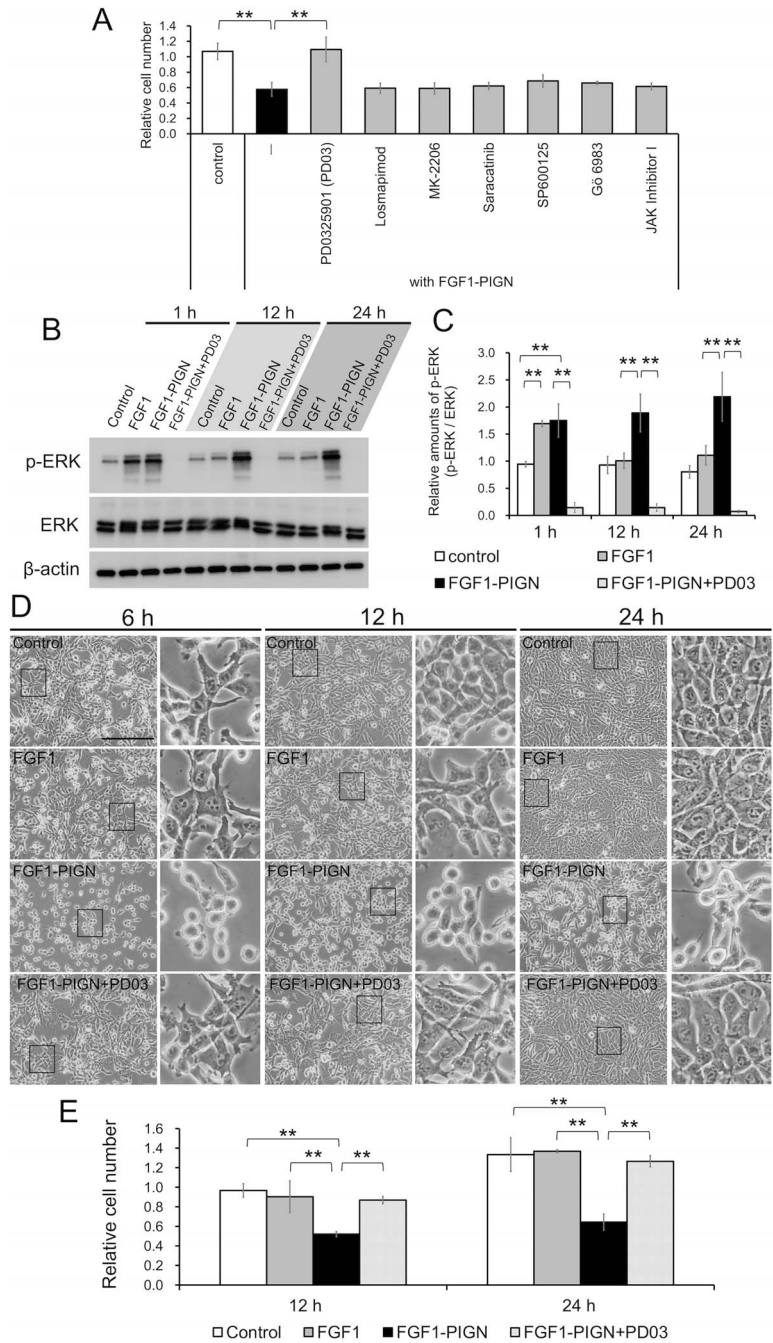 A
** **
Relative cell number
1.4
1.2
1.0
0.8
0.6
0.4
0.2
0.0
control
—
PD0325901 (PD03)
Losmapimod
MK-2206
Saracatinib
SP600125
Gö 6983
JAK Inhibitor I
with FGF1-PIGN
B
1 h 12 h 24 h
Control
FGF1
FGF1-PIGN
FGF1-PIGN+PD03
Control
FGF1
FGF1-PIGN
FGF1-PIGN+PD03
Control
FGF1
FGF1-PIGN
FGF1-PIGN+PD03
p-ERK
ERK
β-actin
C
Relative amounts of p-ERK
(p-ERK / ERK)
3.0
2.5
2.0
1.5
1.0
0.5
0.0
**
** **
** **
** **
1 h 12 h 24 h
control FGF1
FGF1-PIGN FGF1-PIGN+PD03
D
6 h 12 h 24 h
Control Control Control
FGF1 FGF1 FGF1
FGF1-PIGN FGF1-PIGN FGF1-PIGN
FGF1-PIGN+PD03 FGF1-PIGN+PD03 FGF1-PIGN+PD03
E
Relative cell number
1.6
1.4
1.2
1.0
0.8
0.6
0.4
0.2
0.0
**
** **
**
** **
12 h 24 h
Control FGF1 FGF1-PIGN FGF1-PIGN+PD03